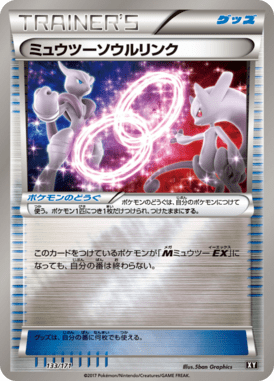 TRAINER'S
グッズ
ミュウツーソウルリンク
ポケモンのどうぐ
ポケモンのどうぐは、自分のポケモンにつけて
使う。ポケモン1匹につき1枚だけつけられ、つけたままにする。
このカードをつけているポケモンが「MミュウツーEX」に
なっても、自分の番は終わらない。
グッズは、自分の番に何枚でも使える。
Illus.5ban Graphics
133/171
XY
©2017 Pokémon/Nintendo/Creatures/GAME FREAK.